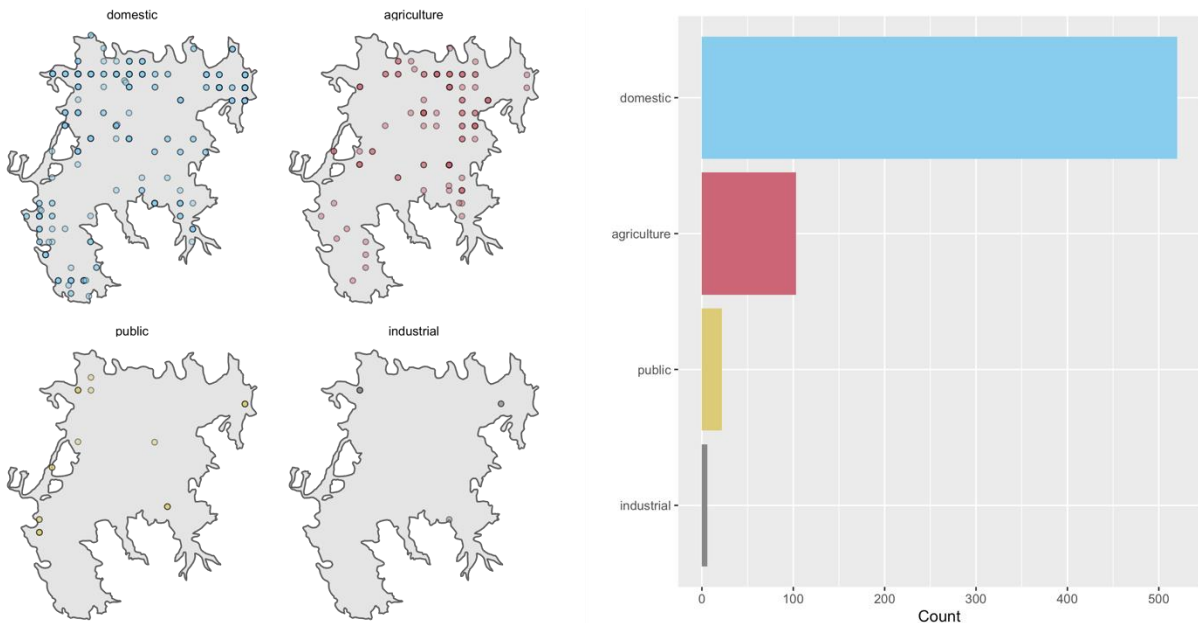 domestic
agriculture
public
industrial
domestic
agriculture
public
industrial
0
100
200
300
400
500
Count